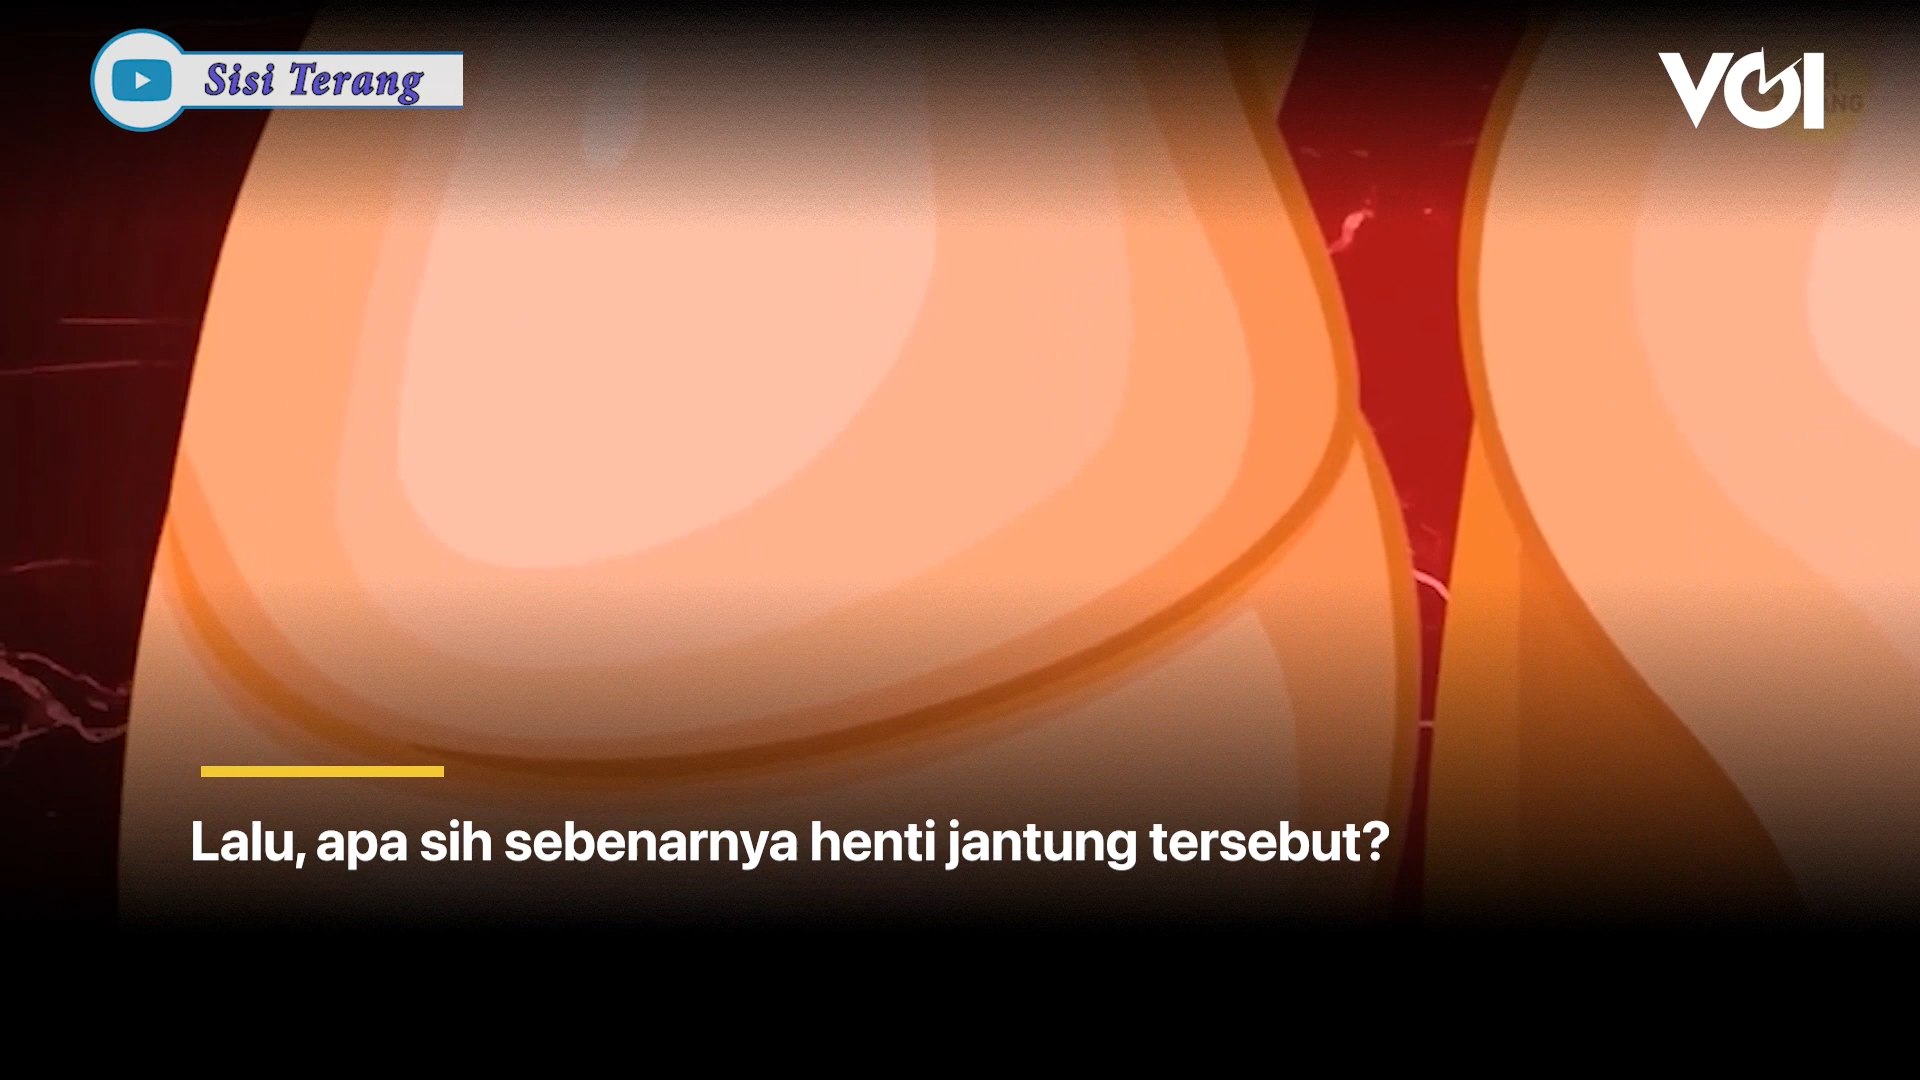 Sisi Terang
VOI
Lalu, apa sih sebenarnya henti jantung tersebut?